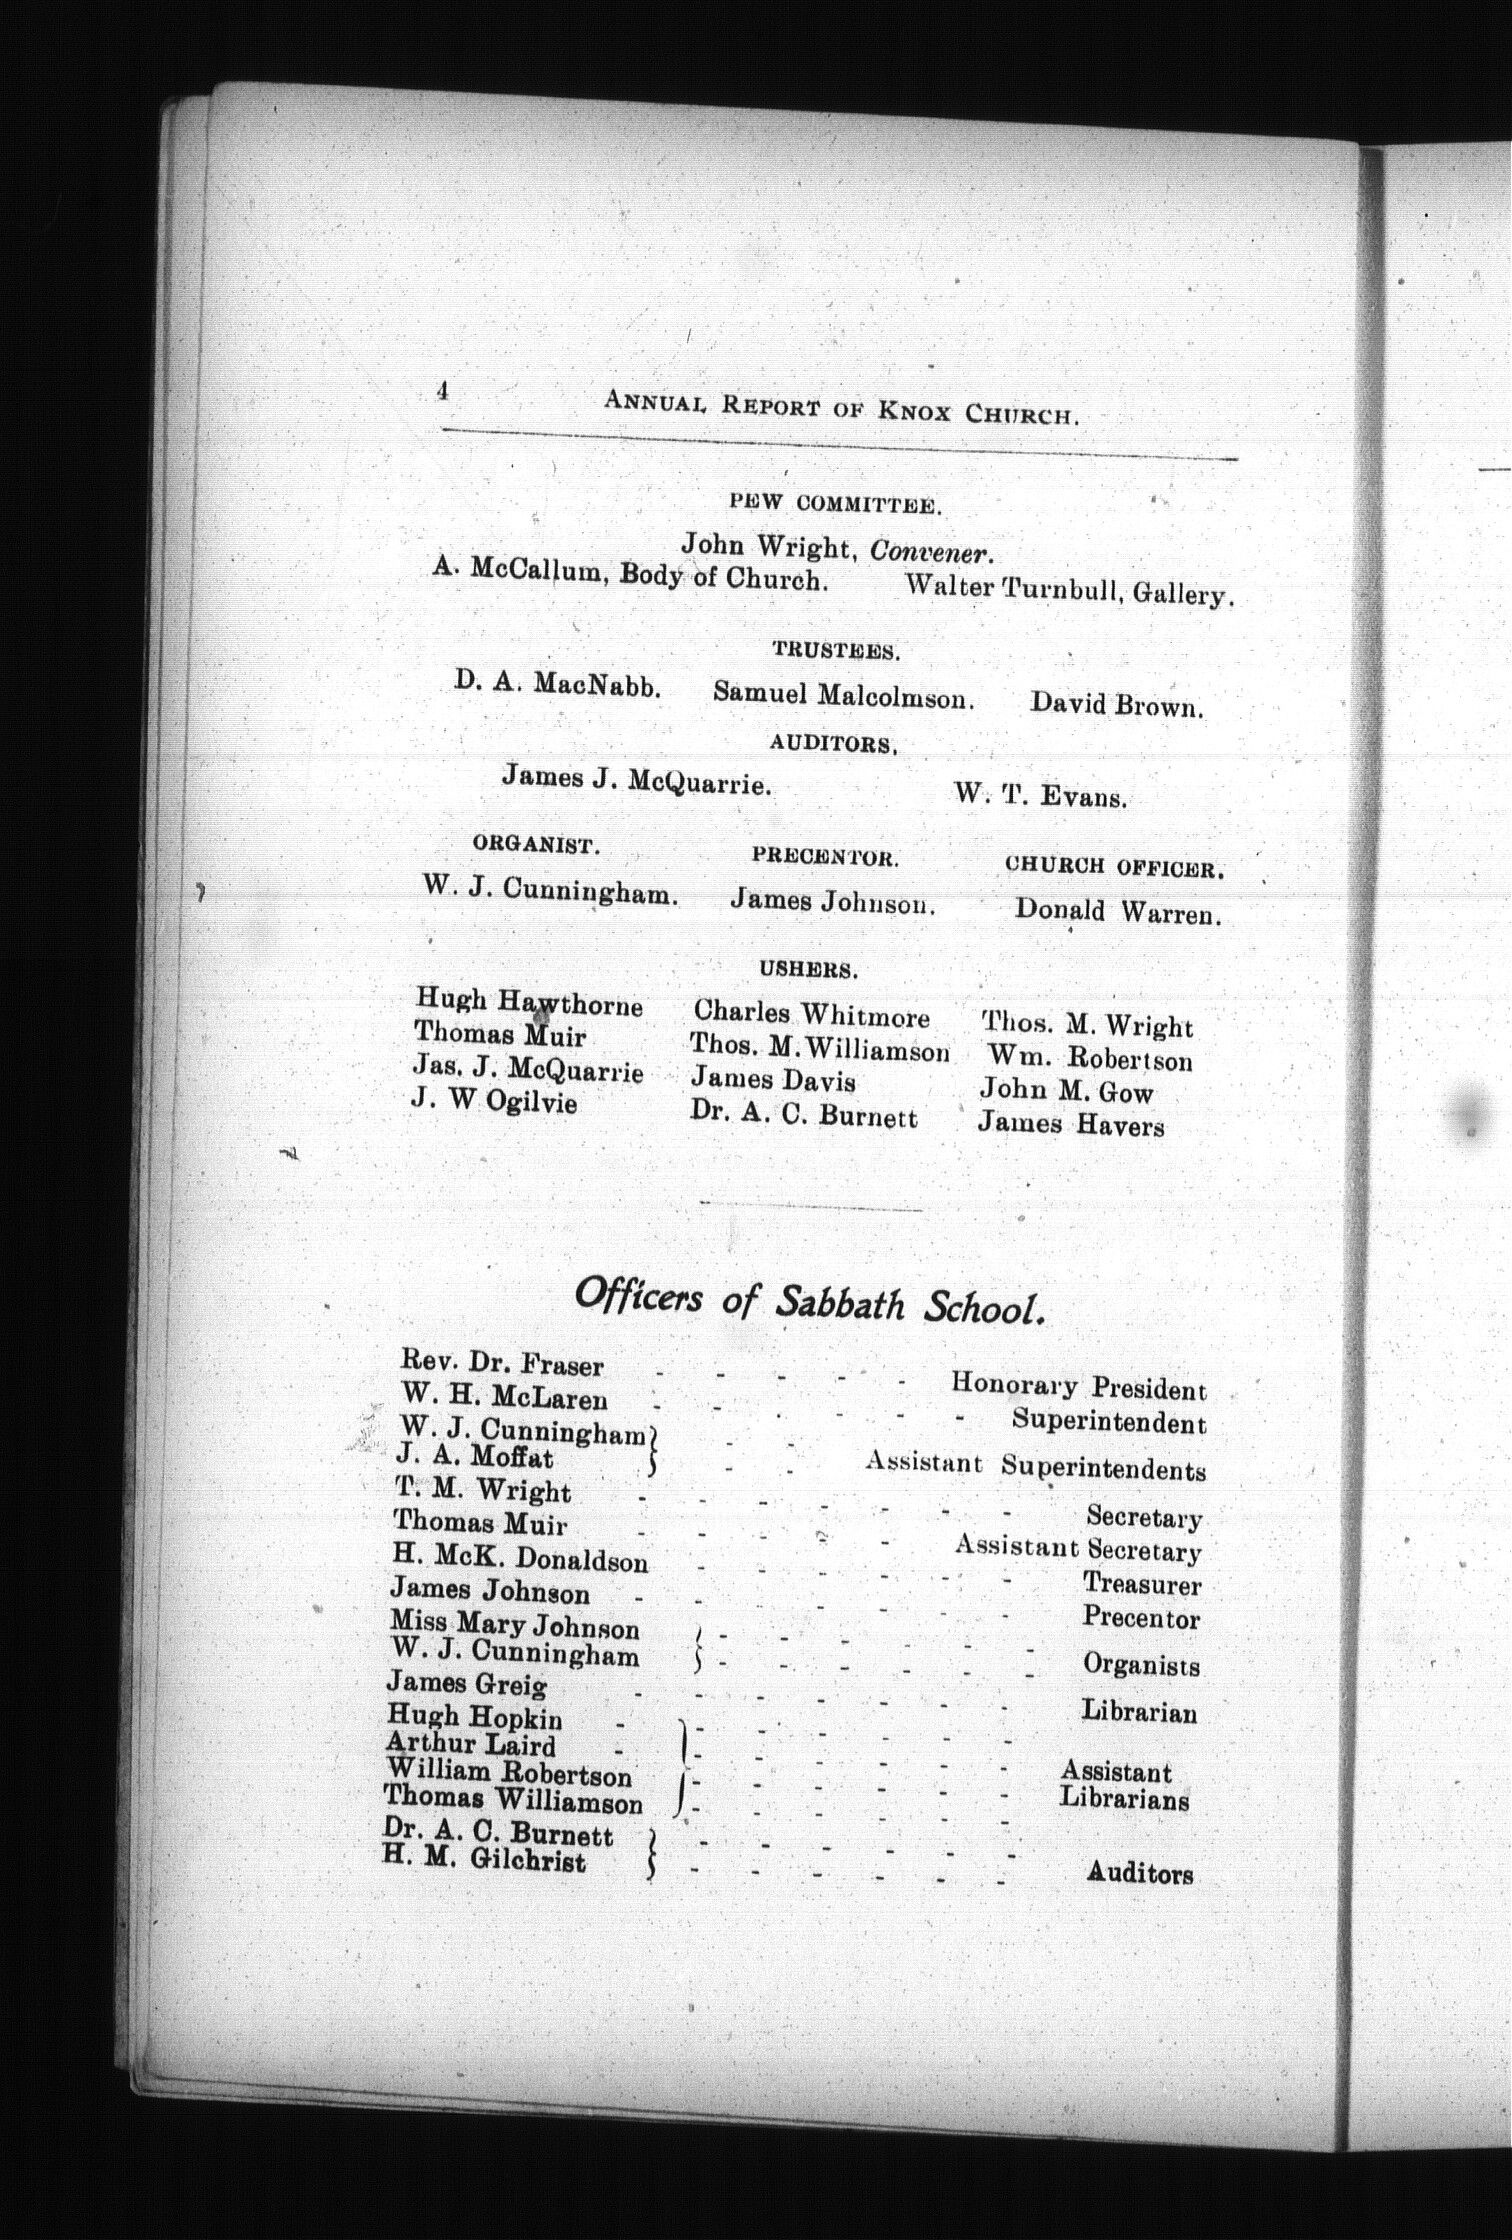 4 ANNUAL REPORT OF KNOX CHURCH.
PEW COMMITTEE.
John Wright, Convener.
A. McCallum, Body of Church. Walter Turnbull, Gallery.
TRUSTEES.
D. A. MacNabb. Samuel Malcolmson. David Brown.
AUDITORS.
James J. McQuarrie. W. T. Evans.
ORGANIST. PRECENTOR. CHURCH OFFICER.
W. J. Cunningham. James Johnson. Donald Warren.
USHERS.
Hugh Hawthorne Charles Whitmore Thos. M. Wright
Thomas Muir Thos. M. Williamson Wm. Robertson
Jas. J. McQuarrie James Davis John M. Gow
J. W Ogilvie Dr. A. C. Burnett James Havers
Officers of Sabbath School.
Rev. Dr. Fraser - - - - - Honorary President
W. H. McLaren - - - - - - Superintendent
W. J. Cunningham } - -
J. A. Moffat } - - Assistant Superintendents
T. M. Wright - - - - - - - Secretary
Thomas Muir - - - - - Assistant Secretary
H. McK. Donaldson - - - - - - Treasurer
James Johnson - - - - - - - Precentor
Miss Mary Johnson } - - - - - -
W. J. Cunningham } - - - - - - Organists
James Greig - - - - - - - Librarian
Hugh Hopkin - } - - - - - -
Arthur Laird - } - - - - - - Assistant
William Robertson } - - - - - - Librarians
Thomas Williamson } - - - - - -
Dr. A. C. Burnett } - - - - - -
H. M. Gilchrist } - - - - - - Auditors